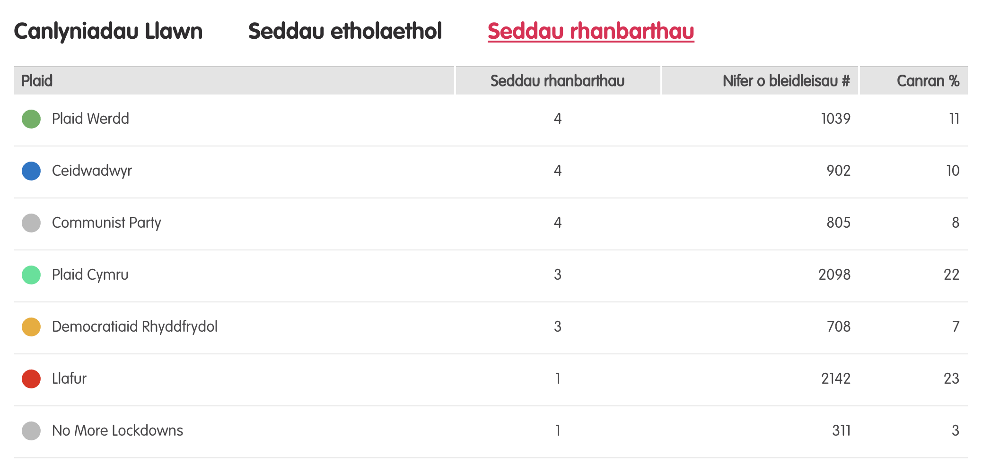 Canlyniadau Llawn Seddau etholaethol Seddau rhanbarthau
Plaid Seddau rhanbarthau Nifer o bleidleisau # Canran %
Plaid Werdd 4 1039 11
Ceidwadwyr 4 902 10
Communist Party 4 805 8
Plaid Cymru 3 2098 22
Democratiaid Rhyddfrydol 3 708 7
Llafur 1 2142 23
No More Lockdowns 1 311 3